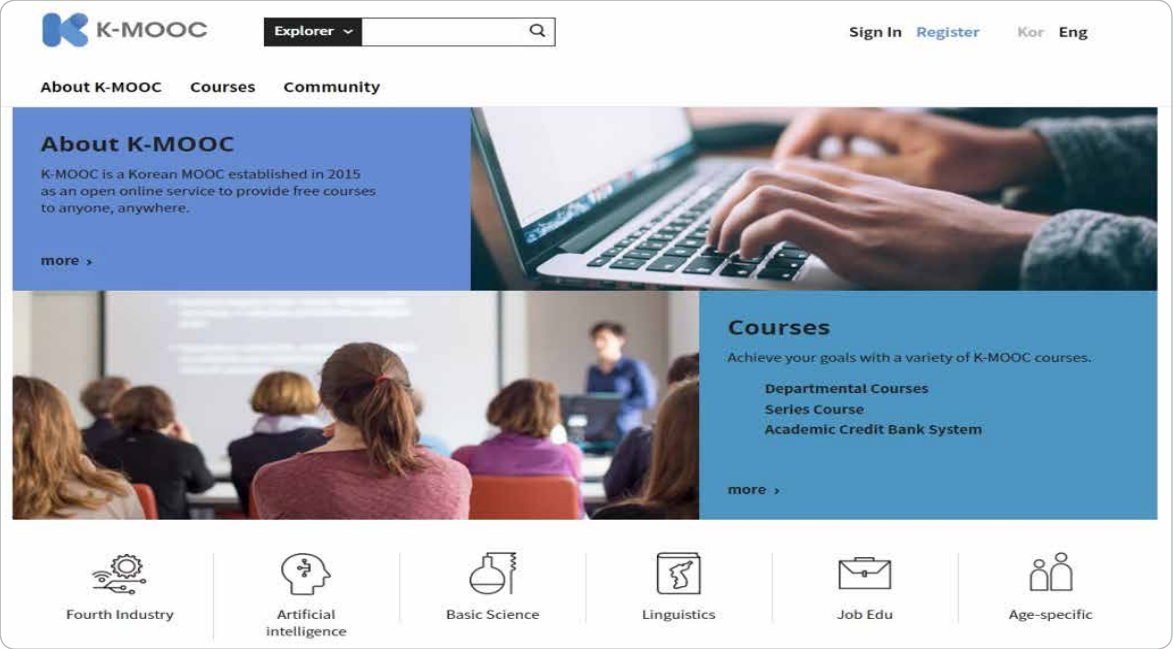 K-MOOC
Explorer
Sign In Register Kor Eng
About K-MOOC Courses Community
About K-MOOC
K-MOOC is a Korean MOOC established in 2015
as an open online service to provide free courses
to anyone, anywhere.
more ›
Courses
Achieve your goals with a variety of K-MOOC courses.
Departmental Courses
Series Course
Academic Credit Bank System
more ›
Fourth Industry
Artificial
intelligence
Basic Science
Linguistics
Job Edu
Age-specific